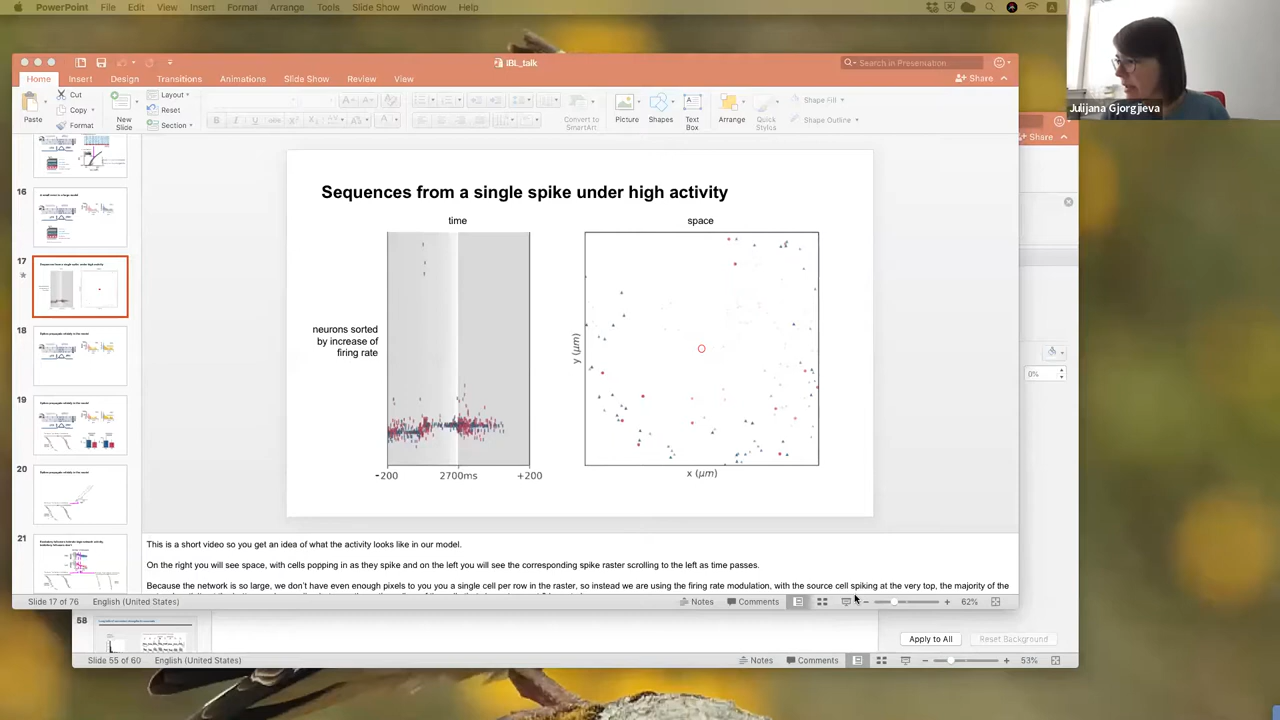 PowerPoint File Edit View Insert Format Arrange Tools Slide Show Window Help
IBL_talk
Search in Presentation
Home Insert Design Transitions Animations Slide Show Review View
Share
Paste
Cut
Copy
Format
New Slide
Layout
Reset
Section
Convert to SmartArt
Picture
Shapes
Text Box
Arrange
Quick Styles
Shape Fill
Shape Outline
Julijana Gjorgjieva
Share
16
17
18
19
20
21
Sequences from a single spike under high activity
time
space
neurons sorted
by increase of
firing rate
y (μm)
-200 2700ms +200
x (μm)
0%
This is a short video so you get an idea of what the activity looks like in our model.
On the right you will see space, with cells popping in as they spike and on the left you will see the corresponding spike raster scrolling to the left as time passes.
Because the network is so large, we don't have even enough pixels to you you a single cell per row in the raster, so instead we are using the firing rate modulation, with the source cell spiking at the very top, the majority of the
Slide 17 of 76 English (United States) Notes Comments 62%
58
Apply to All Reset Background
Slide 55 of 60 English (United States) Notes Comments 53%